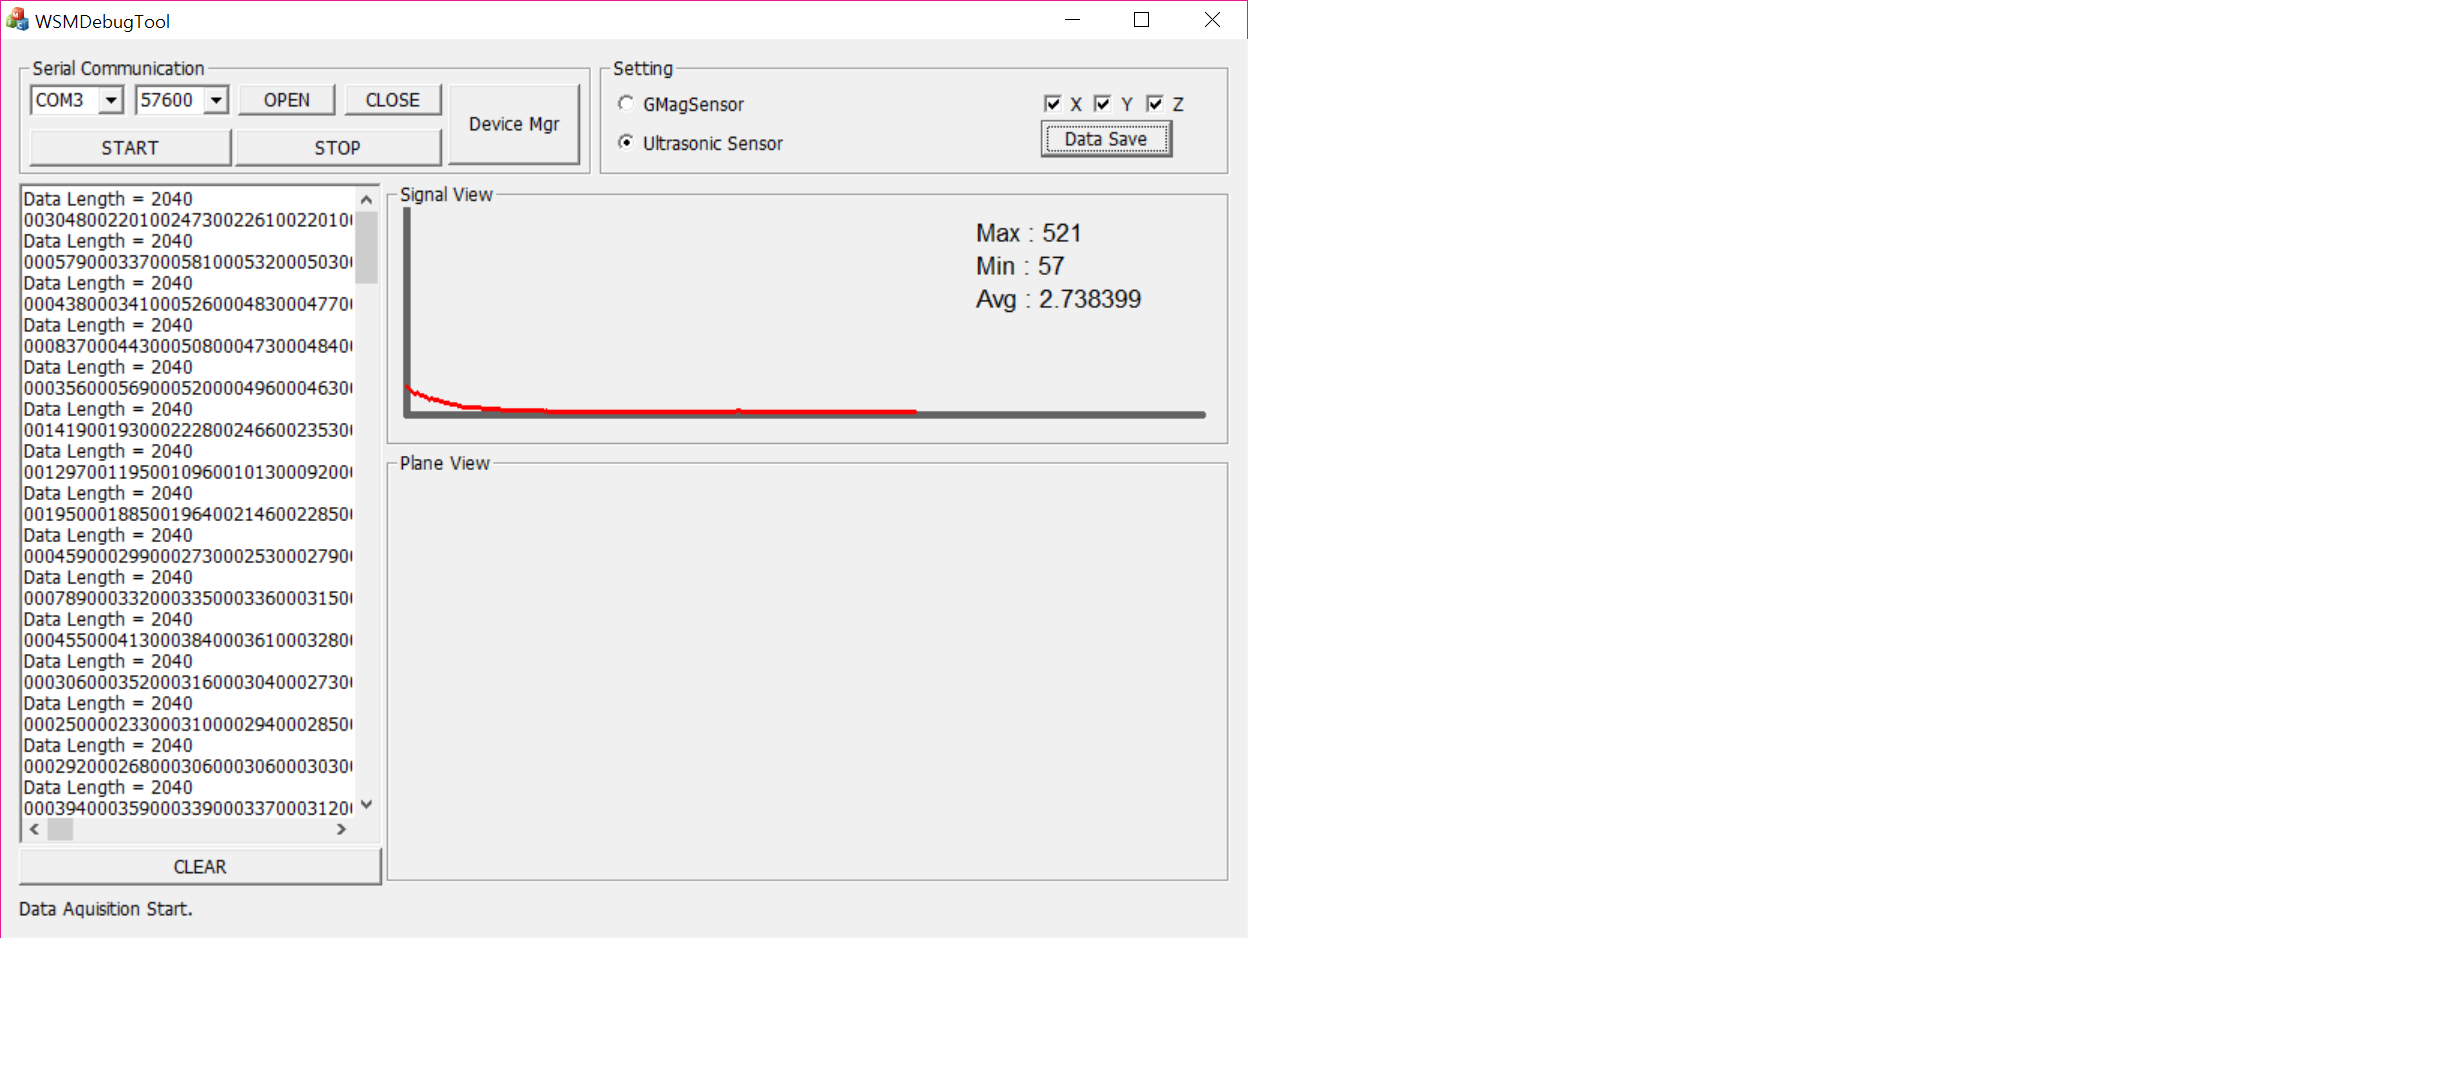 WSMDebugTool
Serial Communication
COM3 57600 OPEN CLOSE
Device Mgr
START STOP
Setting
GMagSensor
X Y Z
Ultrasonic Sensor
Data Save
Data Length = 2040
003048002201002473002261002201
Data Length = 2040
000579000337000581000532000503
Data Length = 2040
000438000341000526000483000477
Data Length = 2040
000837000443000508000473000484
Data Length = 2040
000356000569000520000496000463
Data Length = 2040
001419001930002228002466002353
Data Length = 2040
001297001195001096001013000920
Data Length = 2040
001950001885001964002146002285
Data Length = 2040
000459000299000273000253000279
Data Length = 2040
000789000332000335000336000315
Data Length = 2040
000455000413000384000361000328
Data Length = 2040
000306000352000316000304000273
Data Length = 2040
000250000233000310000294000285
Data Length = 2040
000292000268000306000306000303
Data Length = 2040
000394000359000339000337000312
CLEAR
Signal View
Max : 521
Min : 57
Avg : 2.738399
Plane View
Data Aquisition Start.